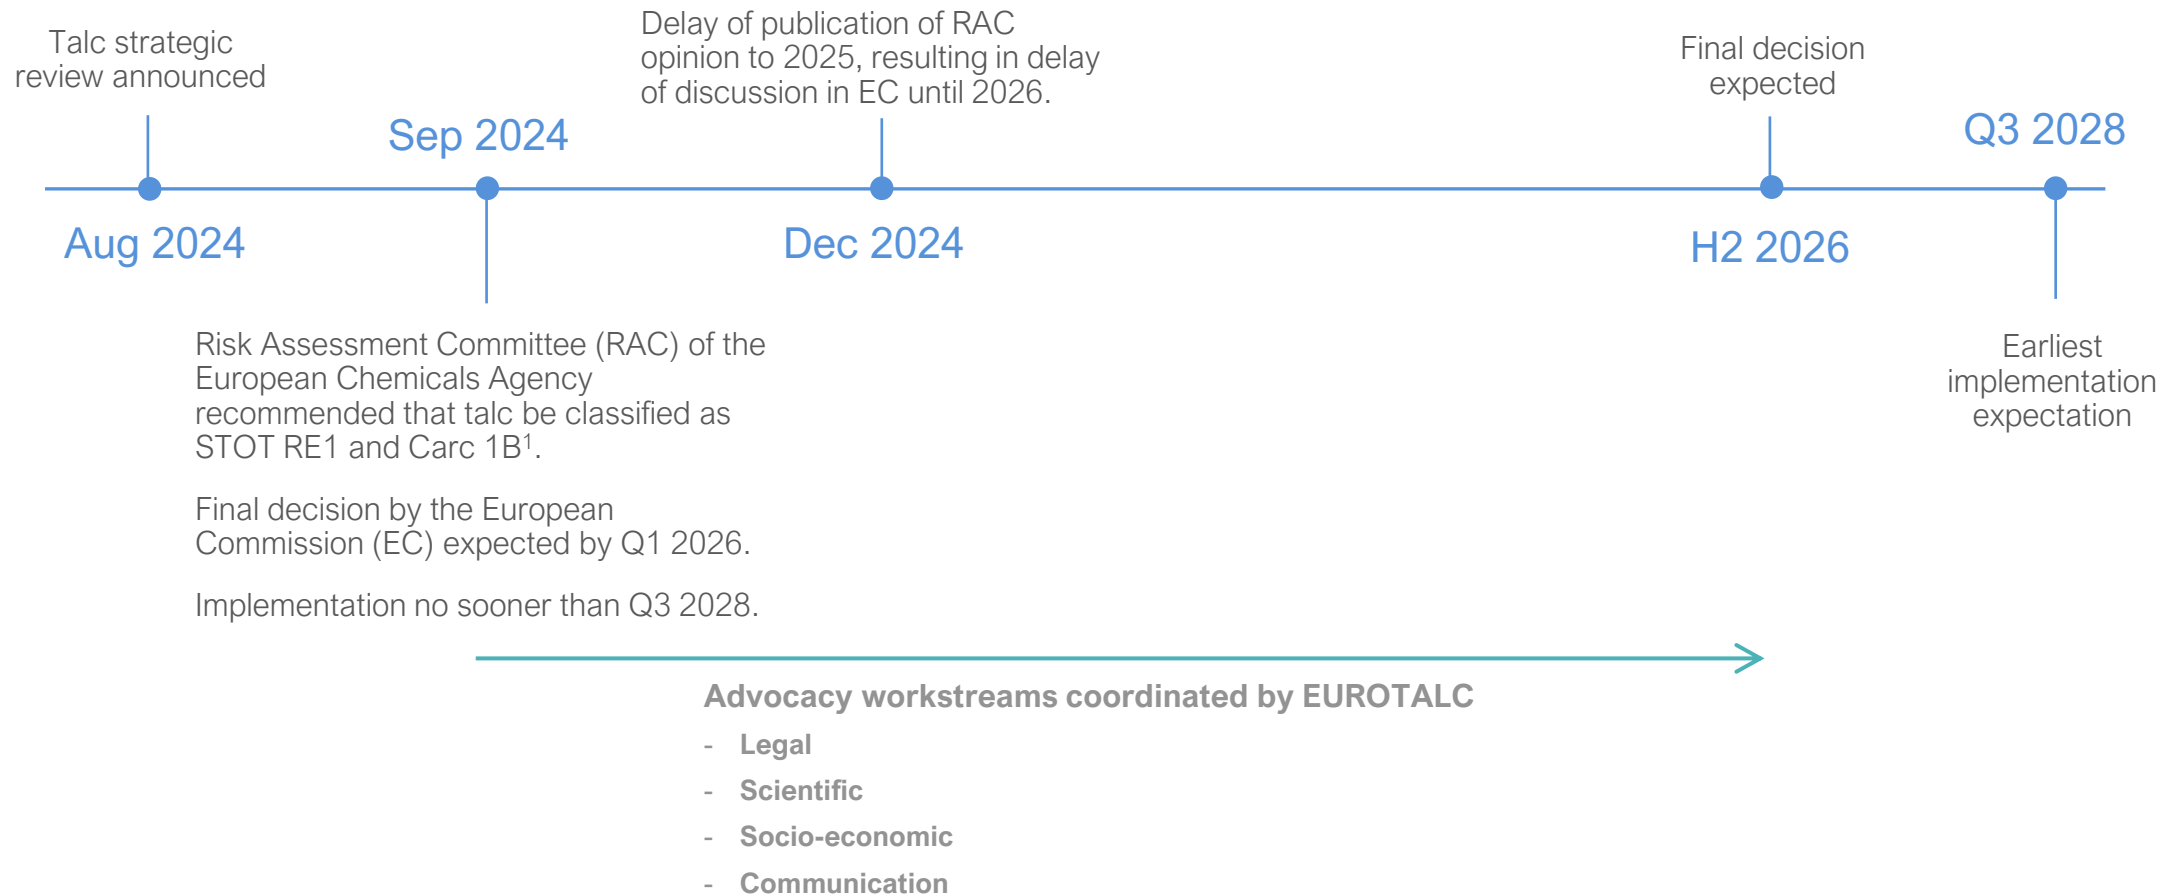 Talc strategic
review announced
Aug 2024
Sep 2024
Risk Assessment Committee (RAC) of the
European Chemicals Agency
recommended that talc be classified as
STOT RE1 and Carc 1B¹.
Final decision by the European
Commission (EC) expected by Q1 2026.
Implementation no sooner than Q3 2028.
Delay of publication of RAC
opinion to 2025, resulting in delay
of discussion in EC until 2026.
Dec 2024
Final decision
expected
H2 2026
Q3 2028
Earliest
implementation
expectation
Advocacy workstreams coordinated by EUROTALC
- Legal
- Scientific
- Socio-economic
- Communication